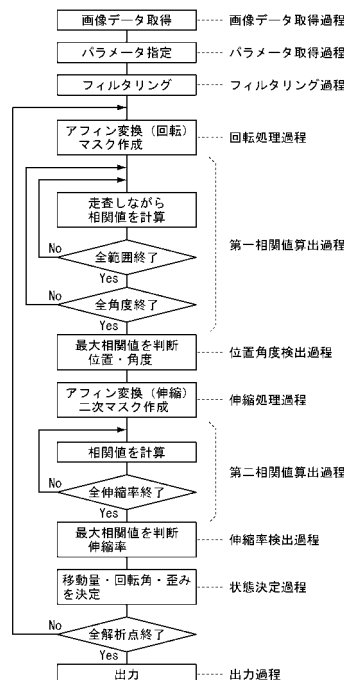 画像データ取得
画像データ取得過程
パラメータ指定
パラメータ取得過程
フィルタリング
フィルタリング過程
アフィン変換（回転）
マスク作成
回転処理過程
走査しながら
相関値を計算
No
全範囲終了
第一相関値算出過程
Yes
No
全角度終了
Yes
最大相関値を判断
位置・角度
位置角度検出過程
アフィン変換（伸縮）
二次マスク作成
伸縮処理過程
相関値を計算
第二相関値算出過程
No
全伸縮率終了
Yes
最大相関値を判断
伸縮率
伸縮率検出過程
移動量・回転角・歪み
を決定
状態決定過程
No
全解析点終了
Yes
出力
出力過程